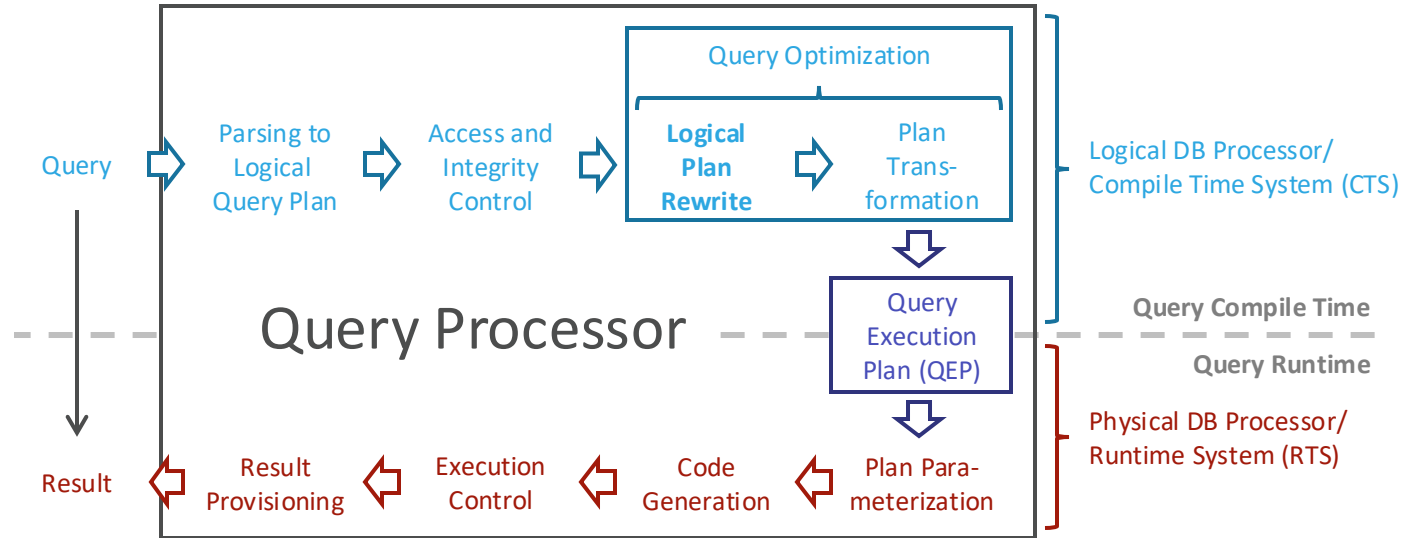 Query Optimization
Query
Parsing to
Logical
Query Plan
Access and
Integrity
Control
Logical
Plan
Rewrite
Plan
Trans-
formation
Logical DB Processor/
Compile Time System (CTS)
Query Processor
Query
Execution
Plan (QEP)
Query Compile Time
Query Runtime
Physical DB Processor/
Runtime System (RTS)
Result
Result
Provisioning
Execution
Control
Code
Generation
Plan Para-
meterization